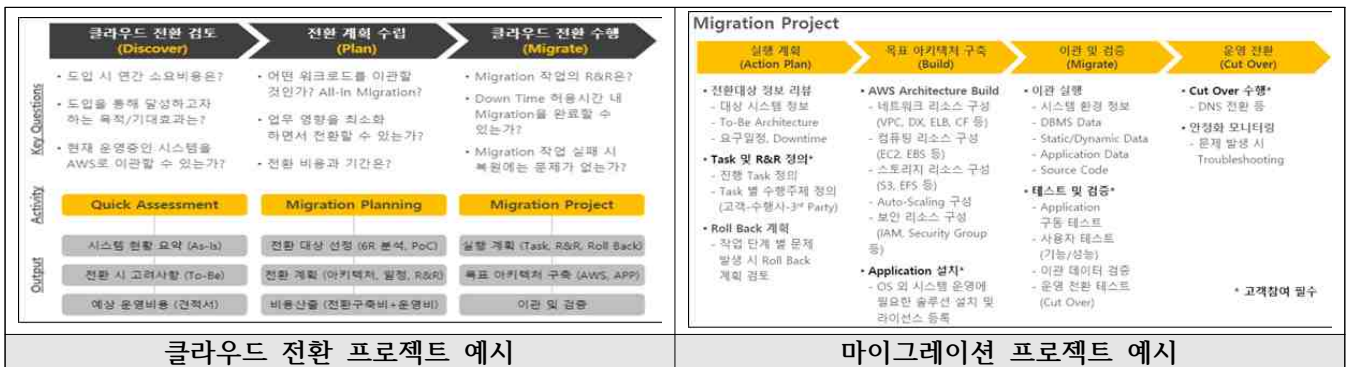 클라우드 전환 검토
(Discover)
전환 계획 수립
(Plan)
클라우드 전환 수행
(Migrate)
Key Questions
• 도입 시 연간 소요비용은?
• 도입을 통해 달성하고자
하는 목적/기대효과는?
• 현재 운영중인 시스템을
AWS로 이관할 수 있는가?
• 어떤 워크로드를 이관할
것인가? All-In Migration?
• 업무 영향을 최소화
하면서 전환할 수 있는가?
• 전환 비용과 기간은?
• Migration 작업의 R&R은?
• Down Time 허용시간 내
Migration을 완료할 수
있는가?
• Migration 작업 실패 시
복원에는 문제가 없는가?
Activity
Quick Assessment
Migration Planning
Migration Project
Output
시스템 현황 요약 (As-Is)
전환 대상 선정 (6R 분석, PoC)
실행 계획 (Task, R&R, Roll Back)
전환 시 고려사항 (To-Be)
전환 계획 (아키텍처, 일정, R&R)
목표 아키텍처 구축 (AWS, APP)
예상 운영비용 (견적서)
비용산출 (전환구축비+운영비)
이관 및 검증
클라우드 전환 프로젝트 예시
Migration Project
실행 계획
(Action Plan)
목표 아키텍처 구축
(Build)
이관 및 검증
(Migrate)
운영 전환
(Cut Over)
• 전환대상 정보 리뷰
- 대상 시스템 정보
- To-Be Architecture
- 요구일정, Downtime
• Task 및 R&R 정의*
- 진행 Task 정의
- Task 별 수행주체 정의
(고객-수행사-3rd Party)
• Roll Back 계획
- 작업 단계 별 문제
발생 시 Roll Back
계획 검토
• AWS Architecture Build
- 네트워크 리소스 구성
(VPC, DX, ELB, CF 등)
- 컴퓨팅 리소스 구성
(EC2, EBS 등)
- 스토리지 리소스 구성
(S3, EFS 등)
- Auto-Scaling 구성
- 보안 리소스 구성
(IAM, Security Group
등)
• Application 설치*
- OS 외 시스템 운영에
필요한 솔루션 설치 및
라이선스 등록
• 이관 실행
- 시스템 환경 정보
- DBMS Data
- Static/Dynamic Data
- Application Data
- Source Code
• 테스트 및 검증*
- Application
구동 테스트
- 사용자 테스트
(기능/성능)
- 이관 데이터 검증
- 운영 전환 테스트
(Cut Over)
• Cut Over 수행*
- DNS 전환 등
• 안정화 모니터링
- 문제 발생 시
Troubleshooting
* 고객참여 필수
마이그레이션 프로젝트 예시